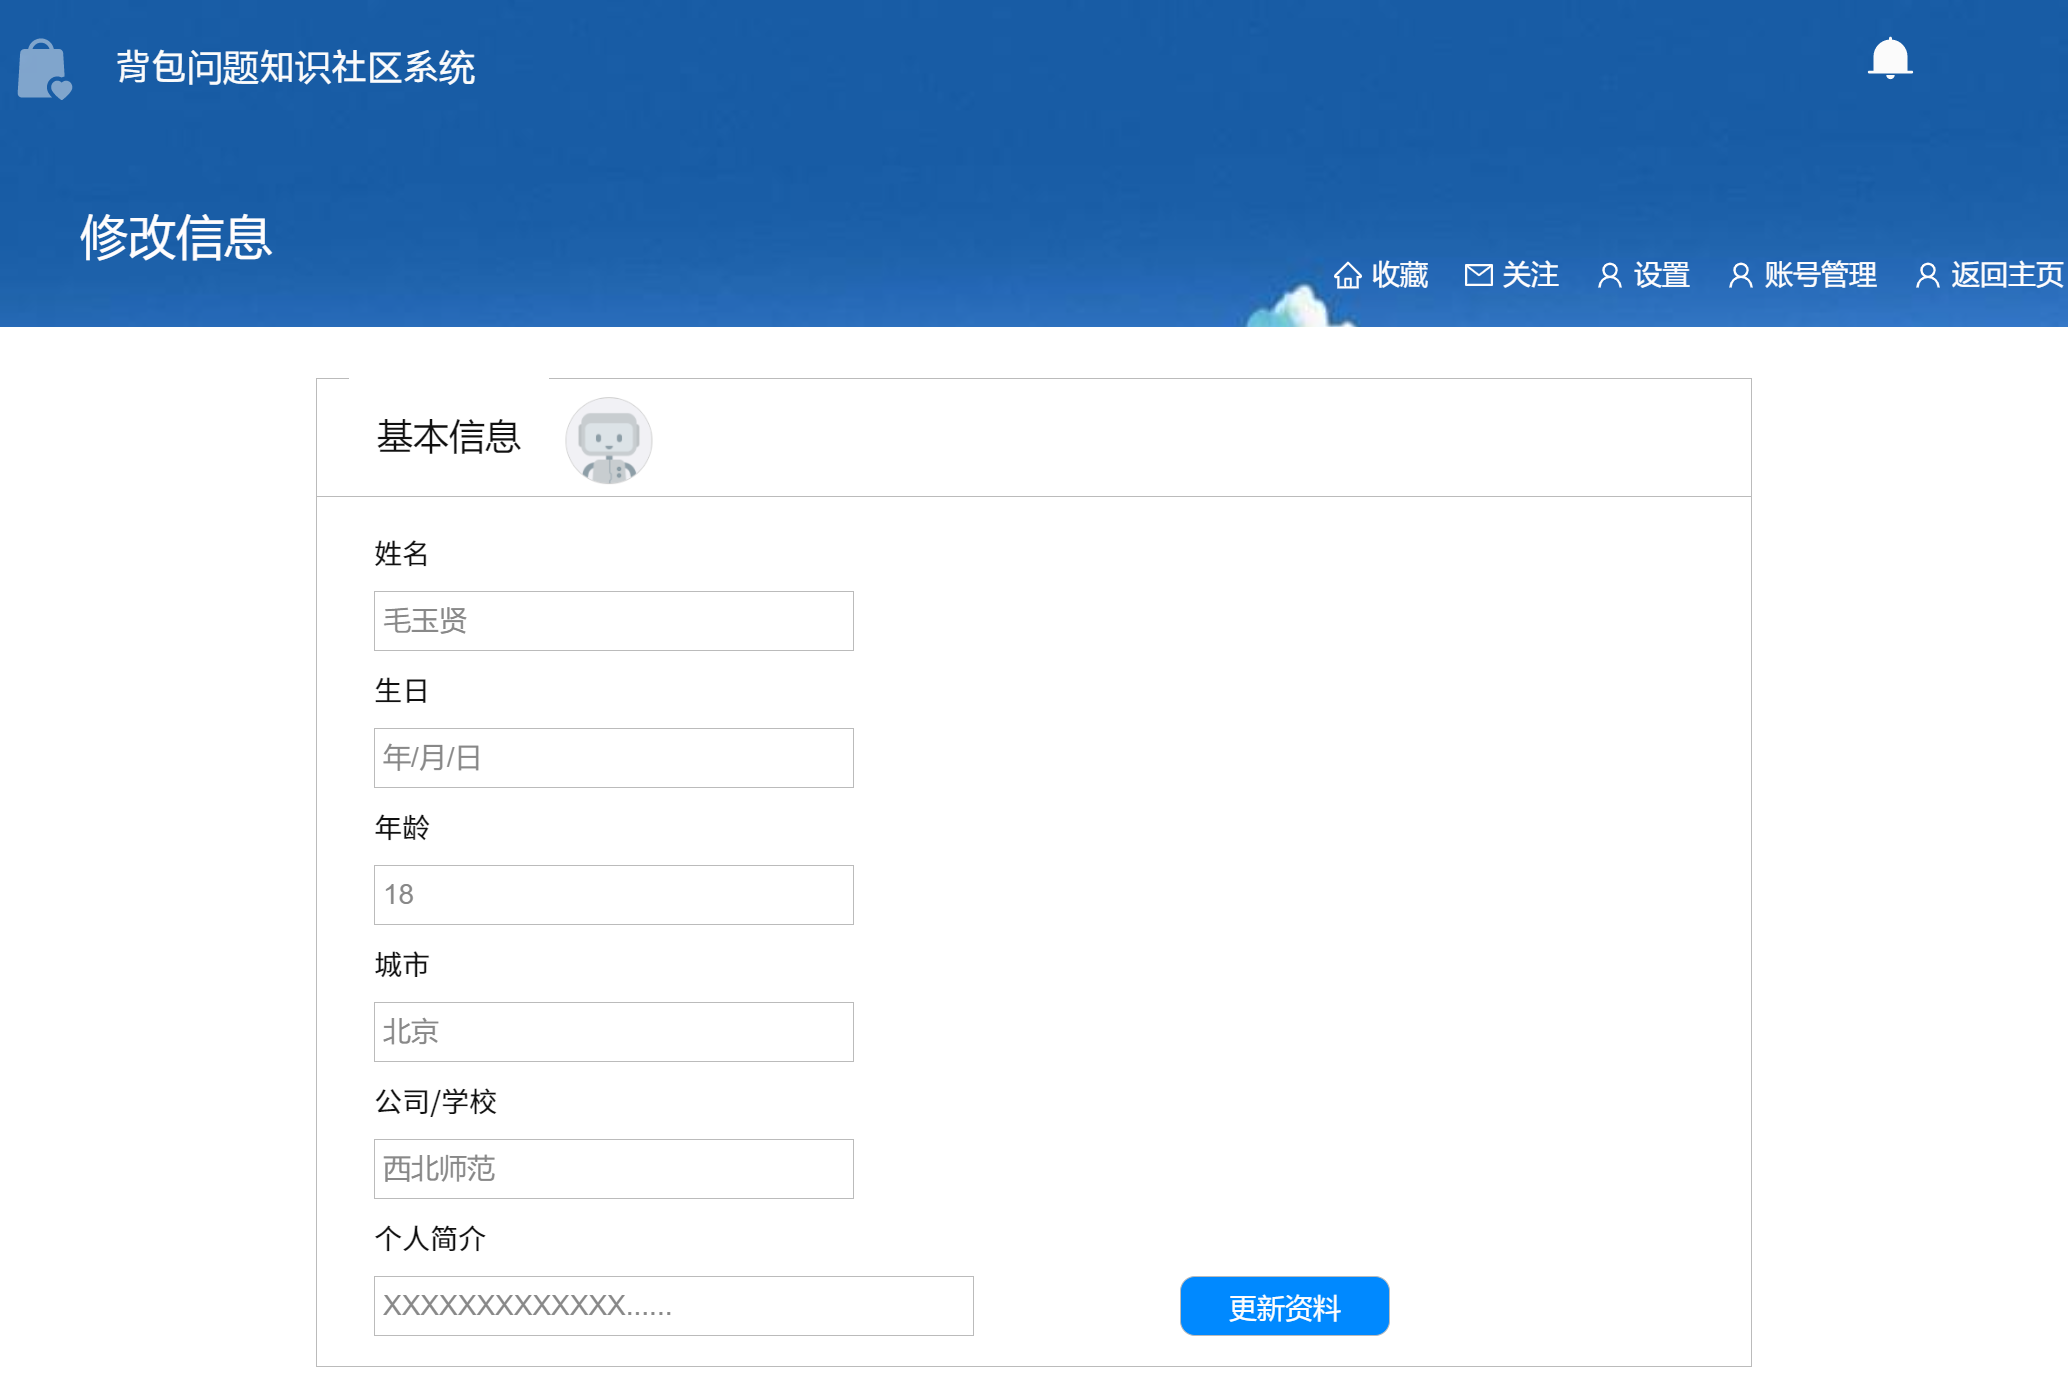 背包问题知识社区系统
修改信息
收藏 关注 设置 账号管理 返回主页
基本信息
姓名
毛玉贤
生日
年/月/日
年龄
18
城市
北京
公司/学校
西北师范
个人简介
XXXXXXXXXXXXX......
更新资料